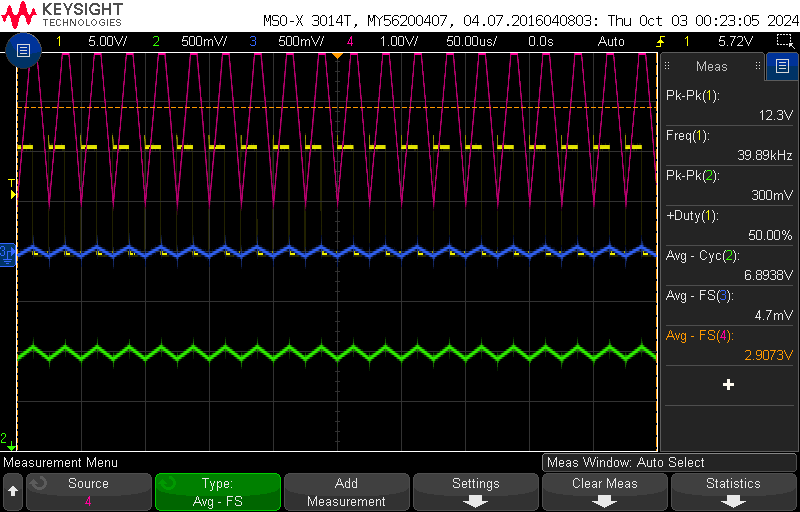 KEYSIGHT
TECHNOLOGIES
MSO-X 3014T, MY56200407, 04.07.2016040803: Thu Oct 03 00:23:05 2024
1 5.00V/ 2 500mV/ 3 500mV/ 4 1.00V/ 50.00us/ 0.0s Auto 1 5.72V
Meas
Pk-Pk(1):
12.3V
Freq(1):
39.89kHz
Pk-Pk(2):
300mV
+Duty(1):
50.00%
Avg - Cyc(2):
6.8938V
Avg - FS(3):
4.7mV
Avg - FS(4):
2.9073V
T
3
2
Measurement Menu
Meas Window: Auto Select
Source
4
Type:
Avg - FS
Add
Measurement
Settings
Clear Meas
Statistics